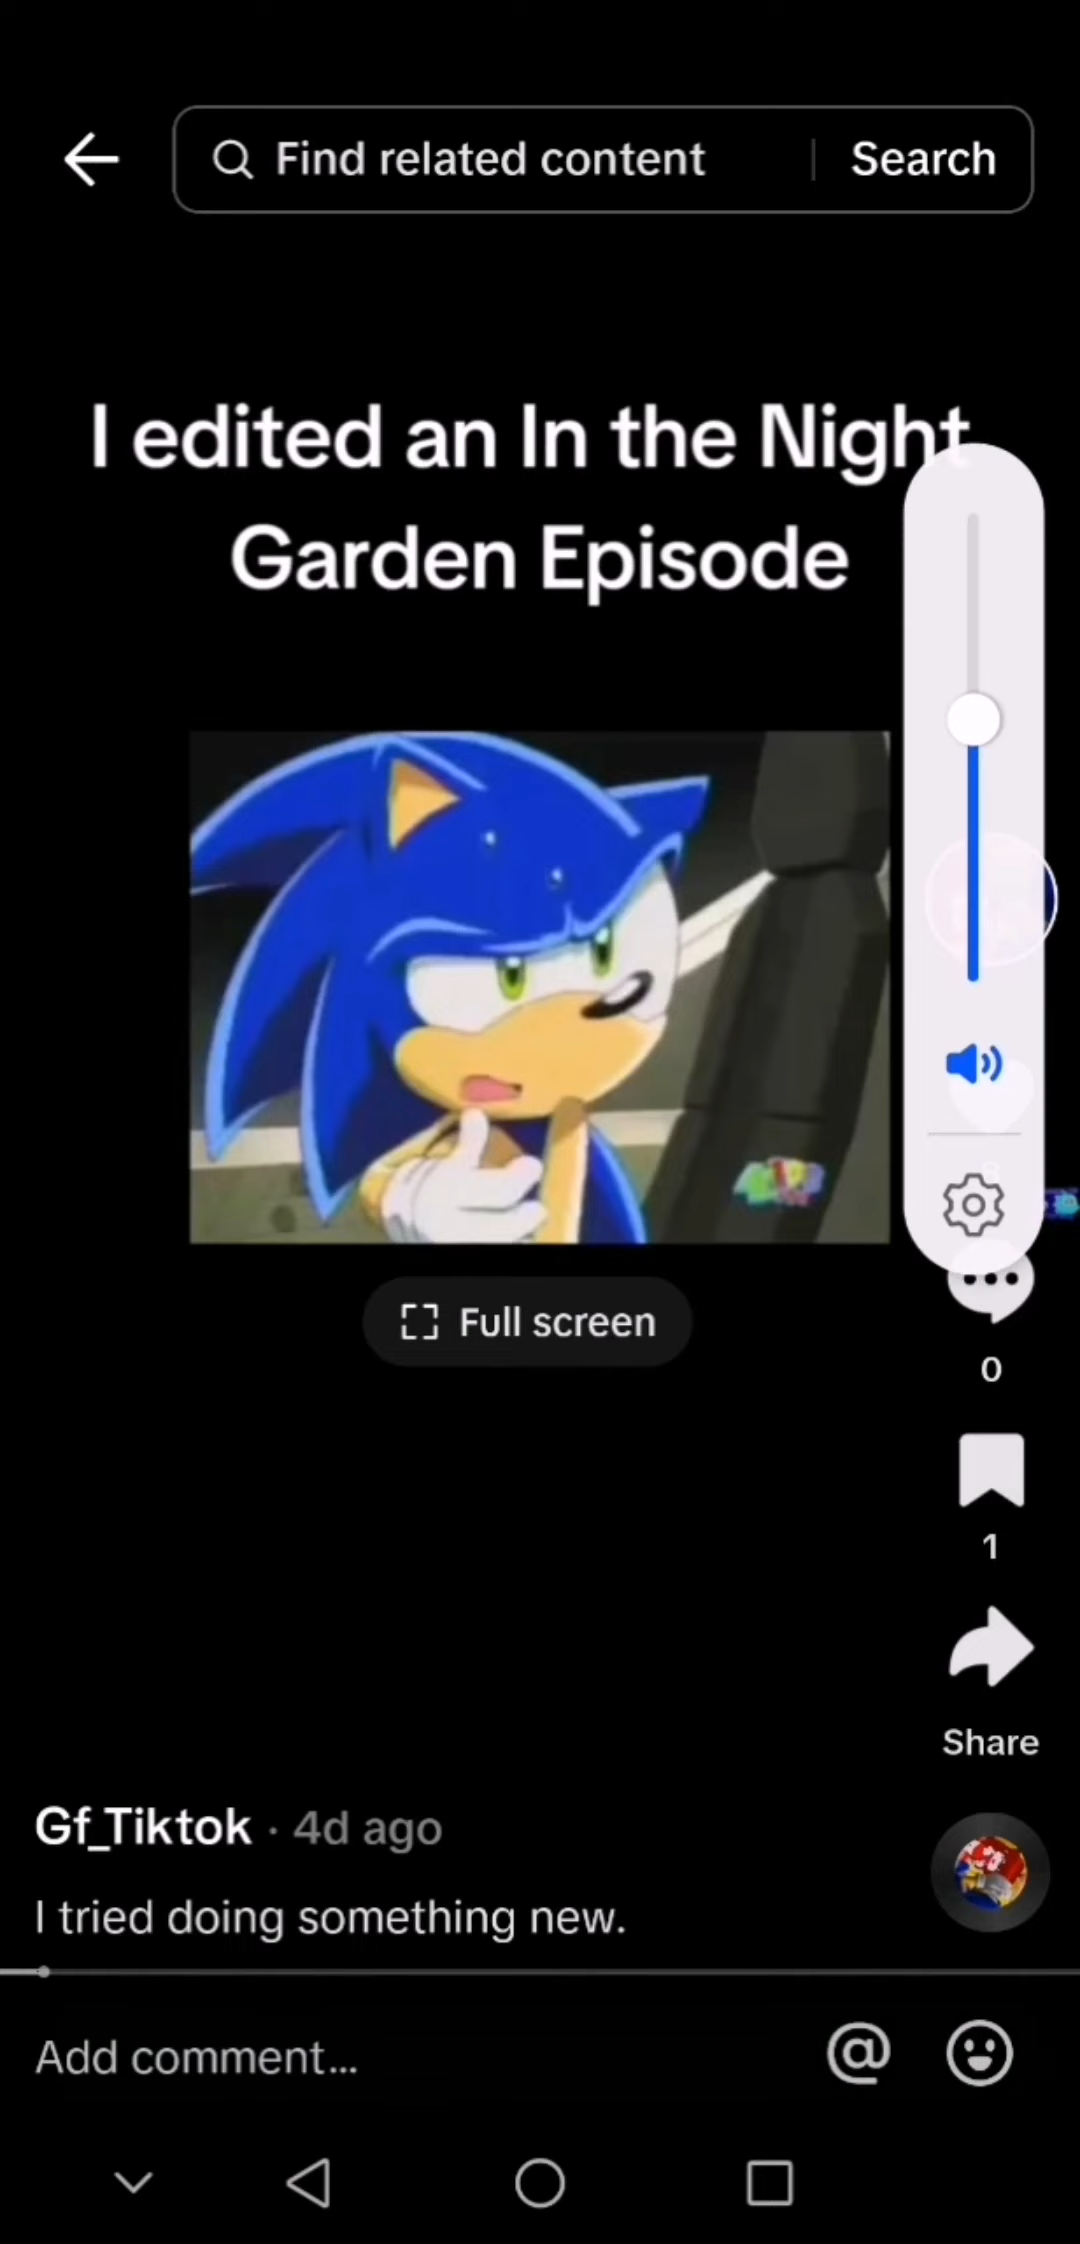 Find related content
Search
I edited an In the Night
Garden Episode
Full screen
0
1
Share
Gf_Tiktok · 4d ago
I tried doing something new.
Add comment...